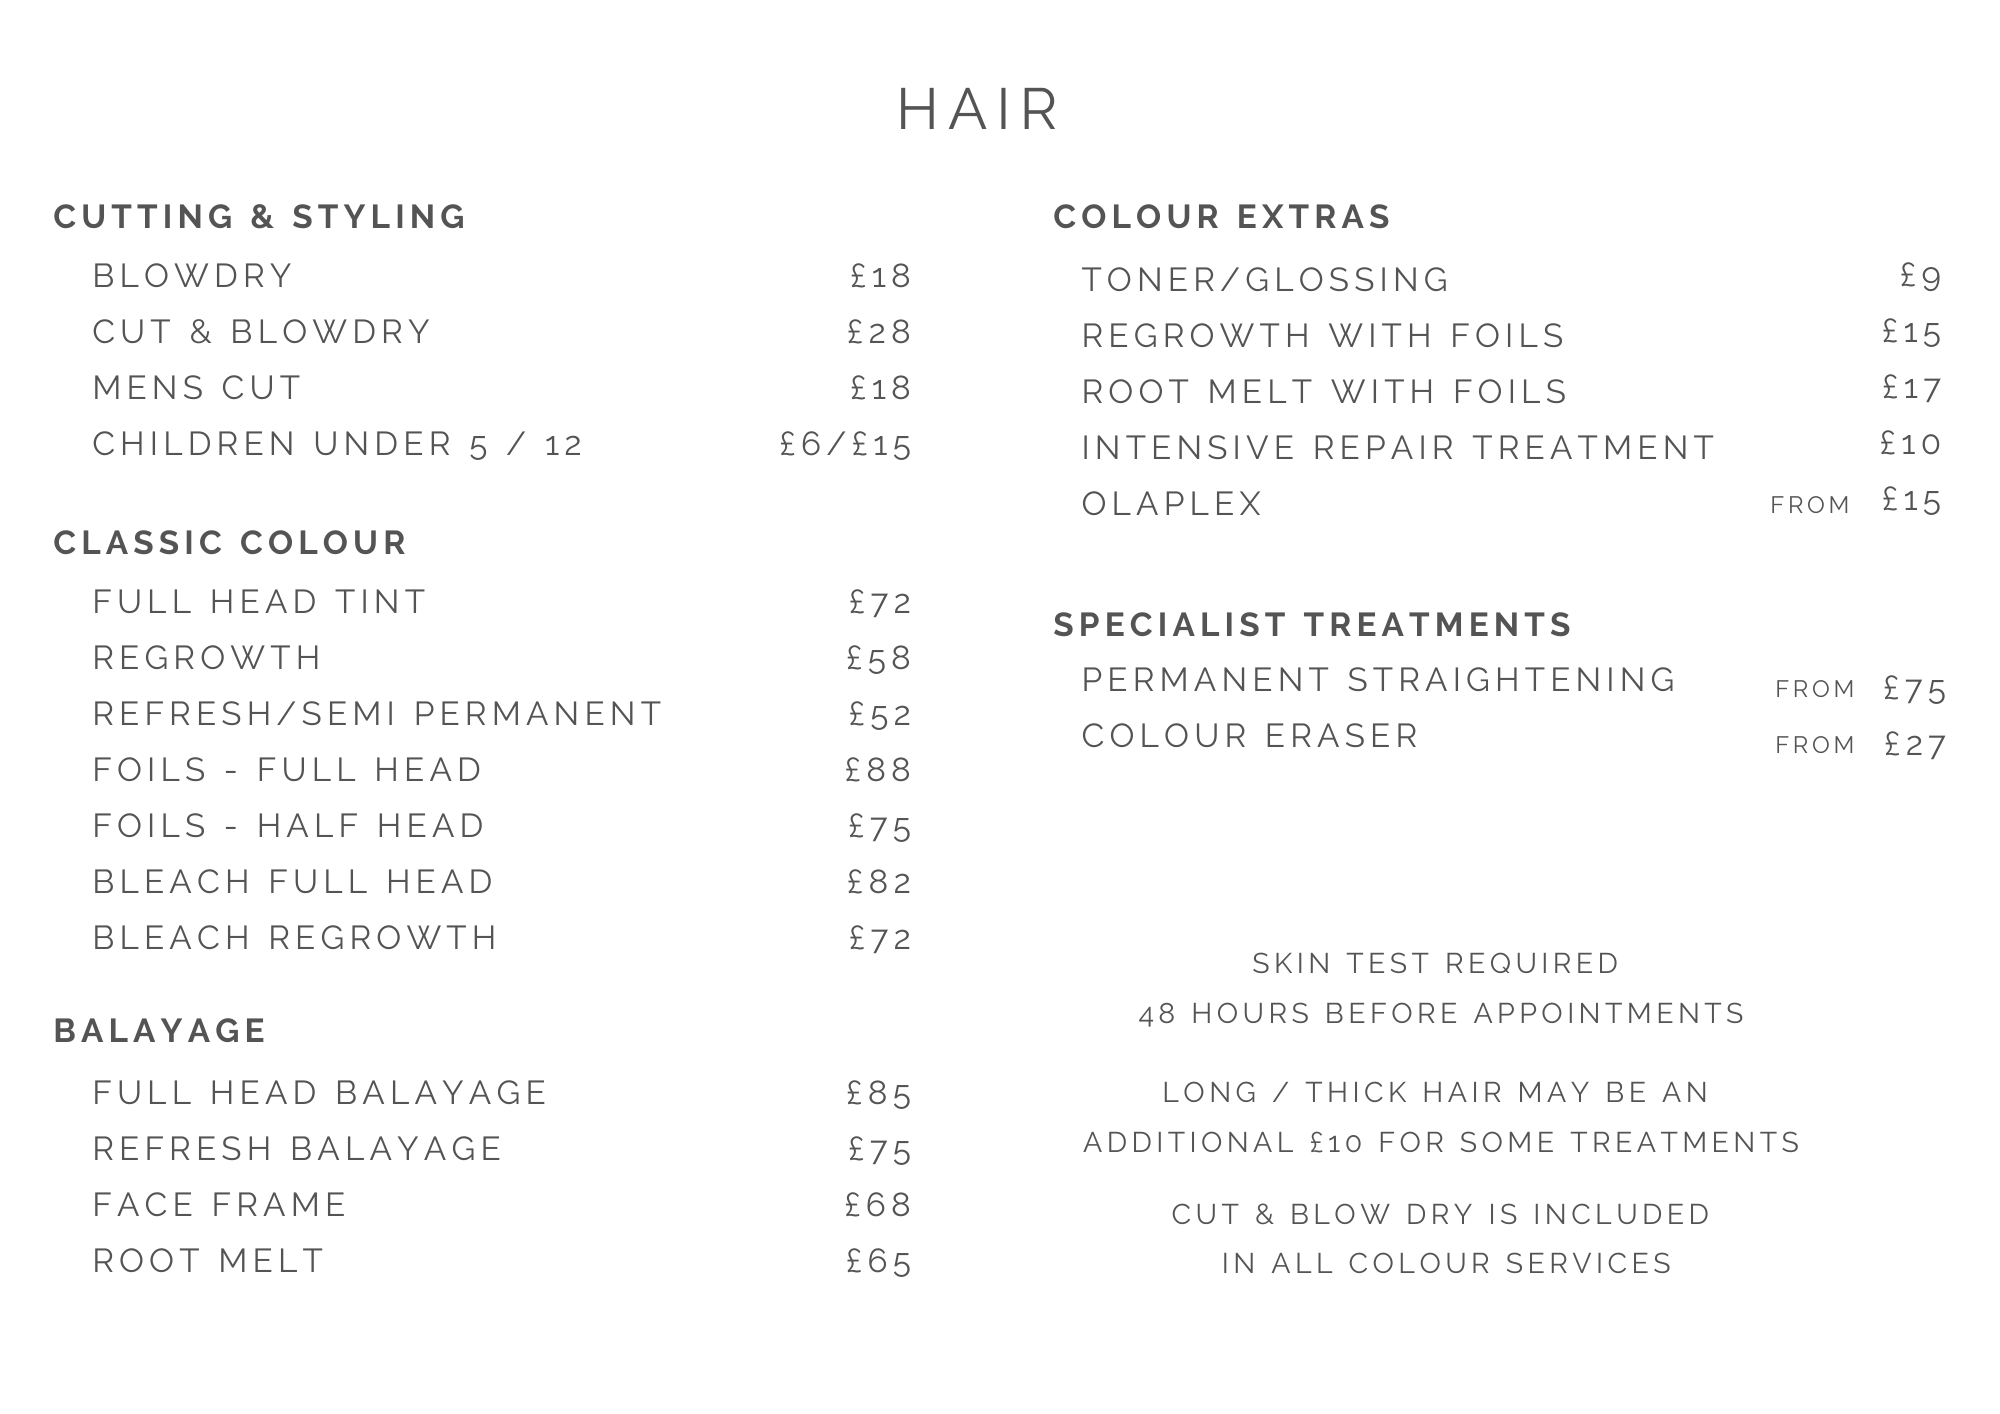 HAIR
CUTTING & STYLING
BLOWDRY £18
CUT & BLOWDRY £28
MENS CUT £18
CHILDREN UNDER 5 / 12 £6/£15
CLASSIC COLOUR
FULL HEAD TINT £72
REGROWTH £58
REFRESH/SEMI PERMANENT £52
FOILS - FULL HEAD £88
FOILS - HALF HEAD £75
BLEACH FULL HEAD £82
BLEACH REGROWTH £72
BALAYAGE
FULL HEAD BALAYAGE £85
REFRESH BALAYAGE £75
FACE FRAME £68
ROOT MELT £65
COLOUR EXTRAS
TONER/GLOSSING £9
REGROWTH WITH FOILS £15
ROOT MELT WITH FOILS £17
INTENSIVE REPAIR TREATMENT £10
OLAPLEX FROM £15
SPECIALIST TREATMENTS
PERMANENT STRAIGHTENING FROM £75
COLOUR ERASER FROM £27
SKIN TEST REQUIRED
48 HOURS BEFORE APPOINTMENTS
LONG / THICK HAIR MAY BE AN
ADDITIONAL £10 FOR SOME TREATMENTS
CUT & BLOW DRY IS INCLUDED
IN ALL COLOUR SERVICES